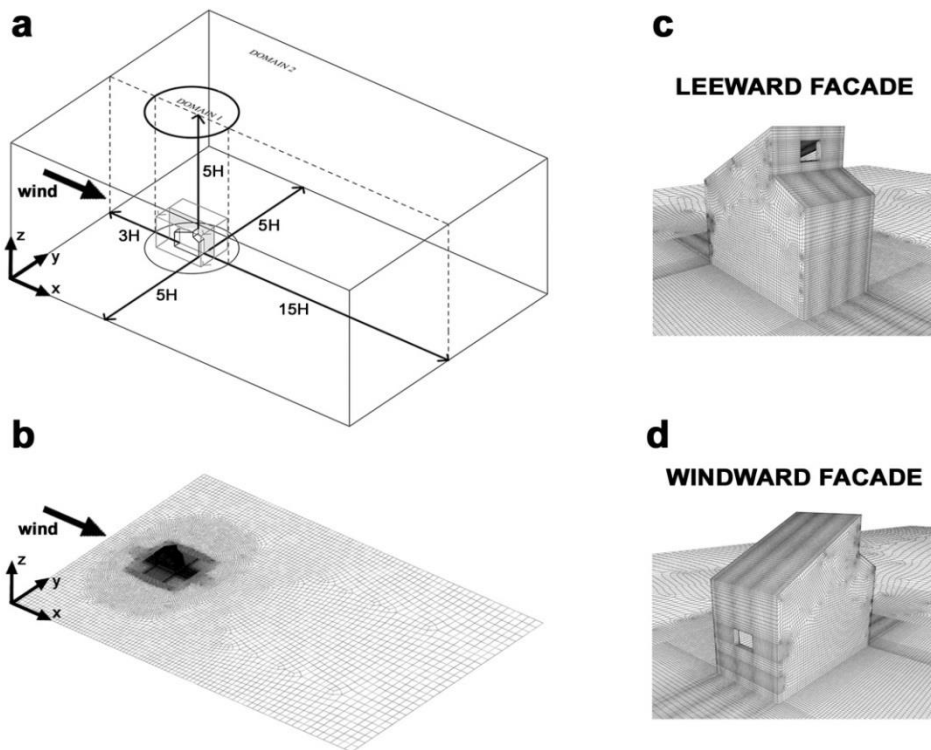 a
DOMAIN 2
DOMAIN 1
5H
wind
5H
3H
z
y
x
5H
15H
b
wind
z
y
x
c
LEEWARD FACADE
d
WINDWARD FACADE